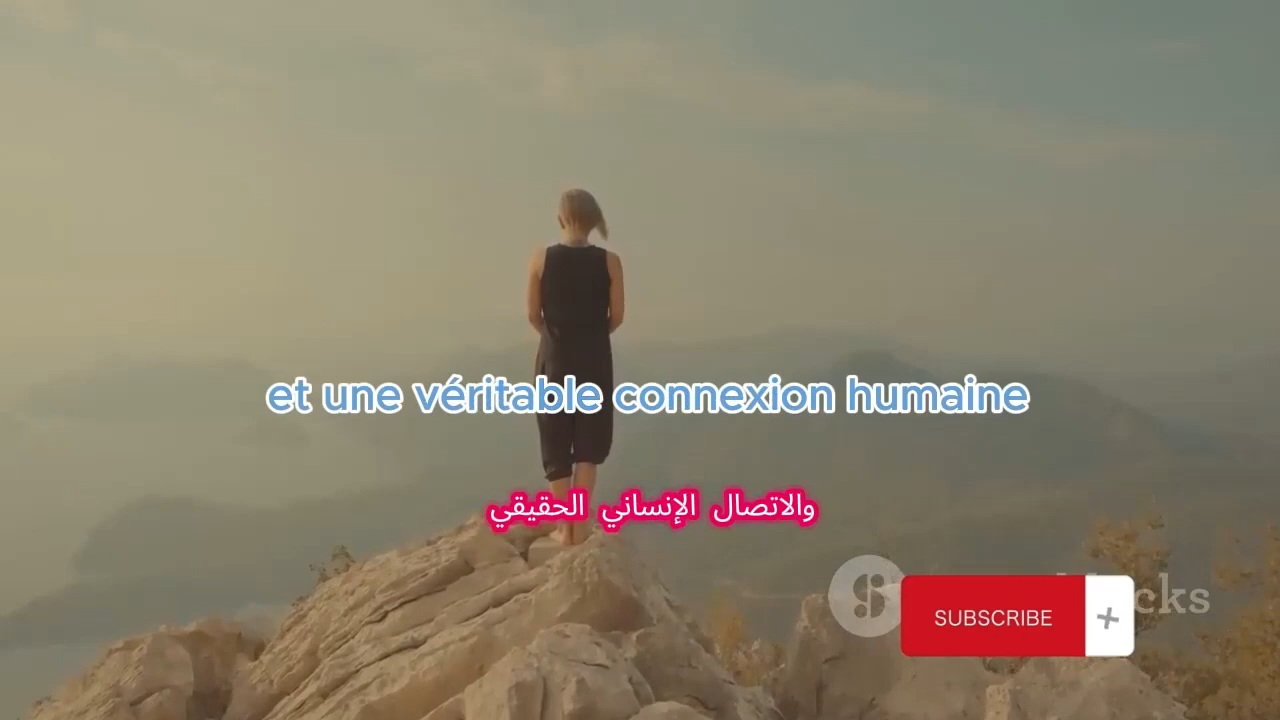 et une véritable connexion humaine
والاتصال الإنساني الحقيقي
SUBSCRIBE +